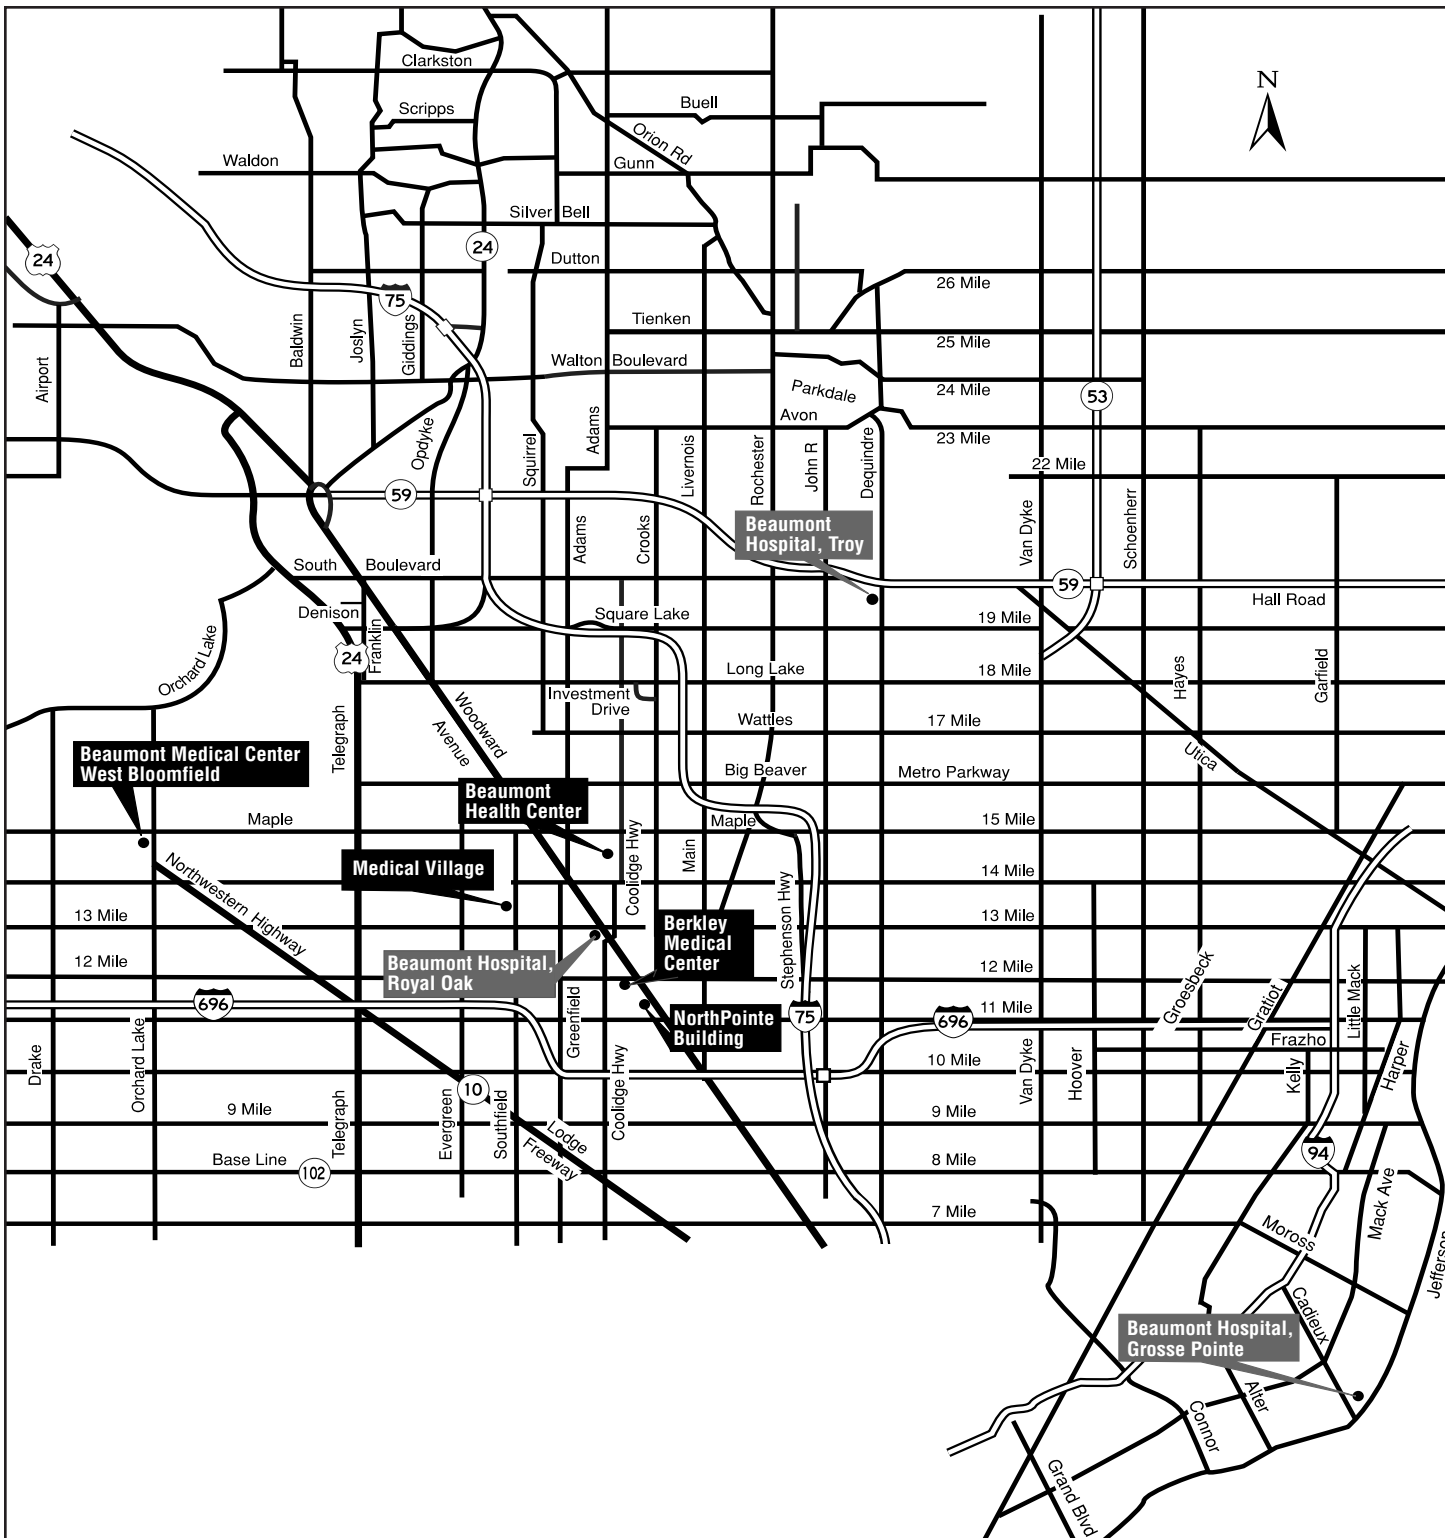 Clarkston
N
Buell
Scripps
Orion Rd
Waldon
Gunn
Silver Bell
24
24
Dutton
26 Mile
75
Tienken
Baldwin
Joslyn
Giddings
25 Mile
Walton Boulevard
Airport
Parkdale
24 Mile
53
Avon
Adams
Opdyke
Squirrel
Livernois
Rochester
John R
Dequindre
23 Mile
22 Mile
59
Adams
Crooks
Van Dyke
Schoenherr
Beaumont
Hospital, Troy
South Boulevard
59
Hall Road
Denison
Square Lake
19 Mile
Franklin
24
Orchard Lake
Long Lake
18 Mile
Hayes
Garfield
Investment
Drive
Woodward
Avenue
Wattles
17 Mile
Telegraph
Utica
Beaumont Medical Center
West Bloomfield
Big Beaver
Metro Parkway
Beaumont
Health Center
Maple
Maple
15 Mile
Coolidge Hwy
Main
Medical Village
14 Mile
Northwestern Highway
Stephenson Hwy
13 Mile
13 Mile
Berkley
Medical
Center
12 Mile
12 Mile
Beaumont Hospital,
Royal Oak
Groesbeck
Gratiot
Little Mack
696
11 Mile
75
696
NorthPointe
Building
Greenfield
Frazho
Drake
Orchard Lake
10 Mile
Van Dyke
Hoover
Kelly
Harper
Coolidge Hwy
10
9 Mile
9 Mile
Telegraph
Evergreen
Southfield
Lodge
Freeway
Base Line
102
8 Mile
94
Mack Ave
7 Mile
Moross
Jefferson
Cadieux
Beaumont Hospital,
Grosse Pointe
Alter
Connor
Grand Blvd